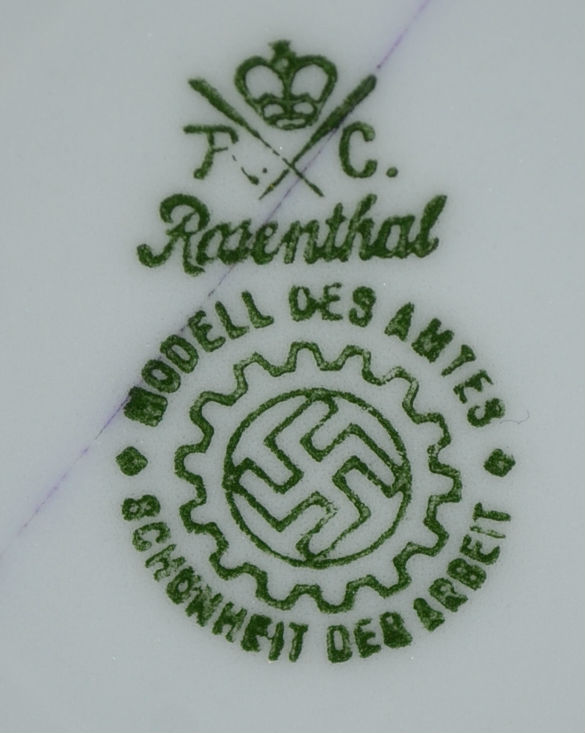 P. C.
Rosenthal
MODELL DES AMTES
SCHÖNHEIT DER ARBEIT